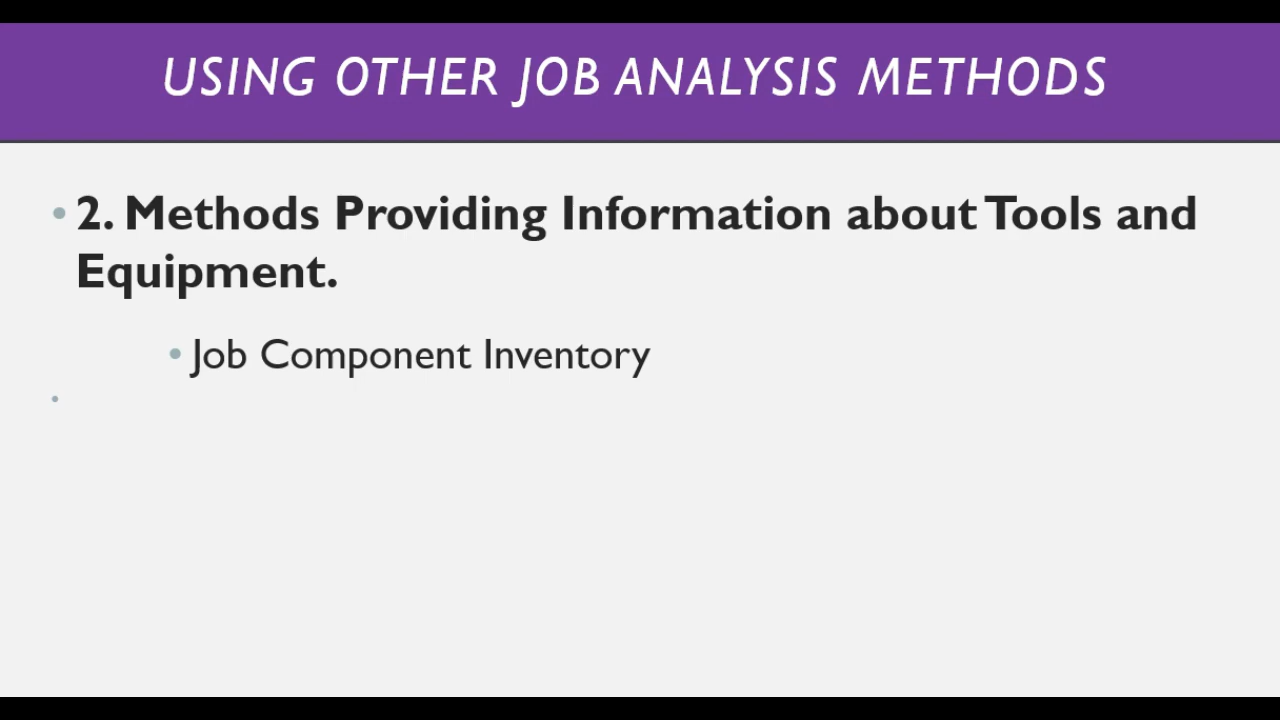 USING OTHER JOB ANALYSIS METHODS
• 2. Methods Providing Information about Tools and
Equipment.
• Job Component Inventory
•